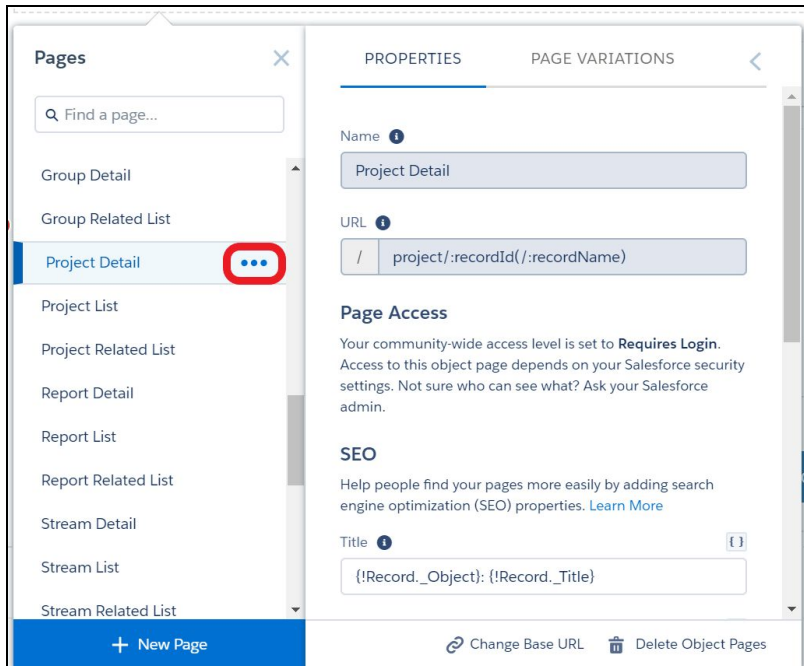 Pages
Find a page...
Group Detail
Group Related List
Project Detail
Project List
Project Related List
Report Detail
Report List
Report Related List
Stream Detail
Stream List
Stream Related List
+ New Page
PROPERTIES
PAGE VARIATIONS
Name
Project Detail
URL
/ project/:recordId(/:recordName)
Page Access
Your community-wide access level is set to Requires Login.
Access to this object page depends on your Salesforce security
settings. Not sure who can see what? Ask your Salesforce
admin.
SEO
Help people find your pages more easily by adding search
engine optimization (SEO) properties. Learn More
Title { }
{!Record._Object}: {!Record._Title}
Change Base URL
Delete Object Pages